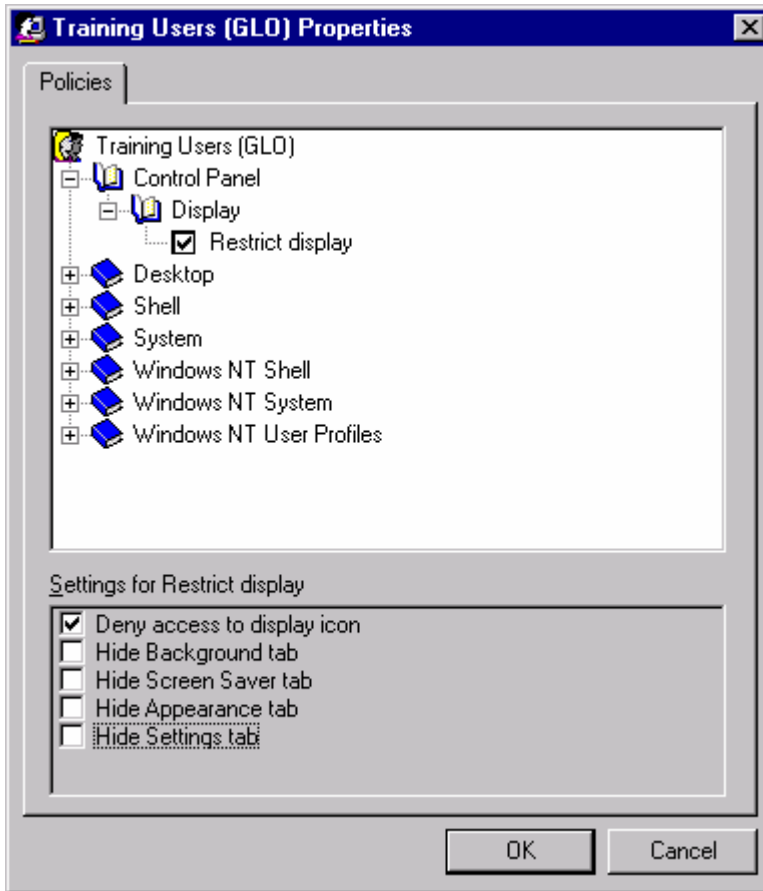 Training Users (GLO) Properties
Policies
Training Users (GLO)
Control Panel
Display
Restrict display
Desktop
Shell
System
Windows NT Shell
Windows NT System
Windows NT User Profiles
Settings for Restrict display
Deny access to display icon
Hide Background tab
Hide Screen Saver tab
Hide Appearance tab
Hide Settings tab
OK Cancel